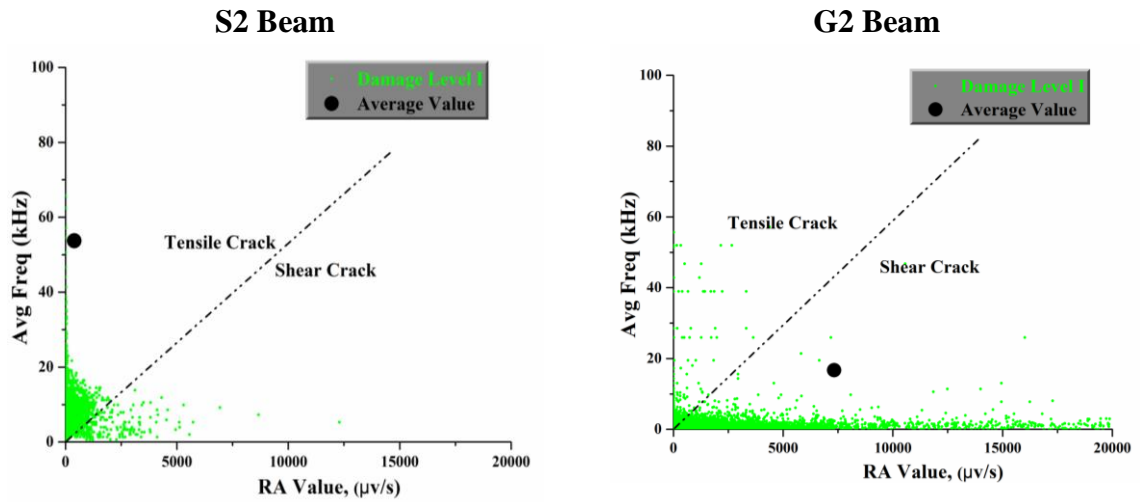 S2 Beam
G2 Beam
100
80
60
40
20
0
Avg Freq (kHz)
Damage Level I
Average Value
Tensile Crack
Shear Crack
0 5000 10000 15000 20000
RA Value, (μv/s)
100
80
60
40
20
0
Avg Freq (kHz)
Damage Level I
Average Value
Tensile Crack
Shear Crack
0 5000 10000 15000 20000
RA Value, (μv/s)